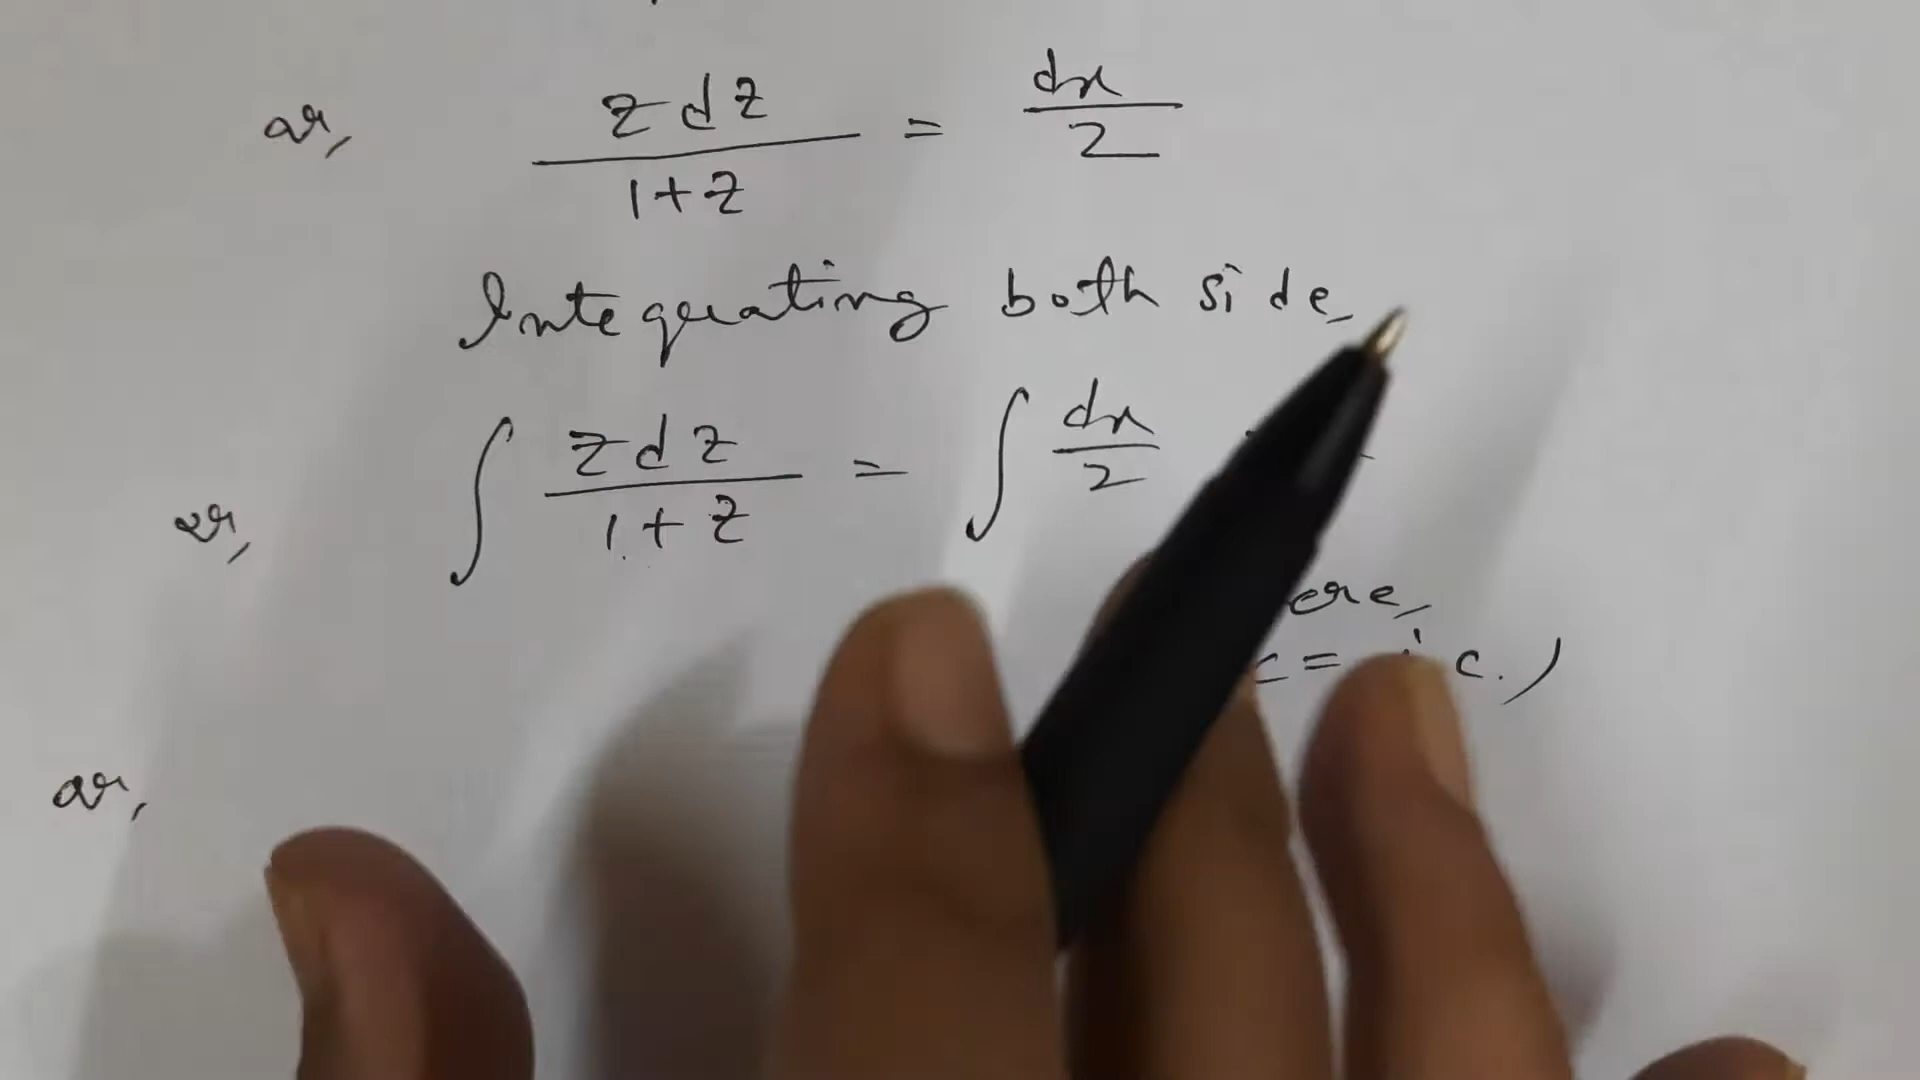 or, z dz / 1+z = dx / 2
Integrating both side,
or, ∫ z dz / 1+z = ∫ dx / 2
c = i c.)
or,